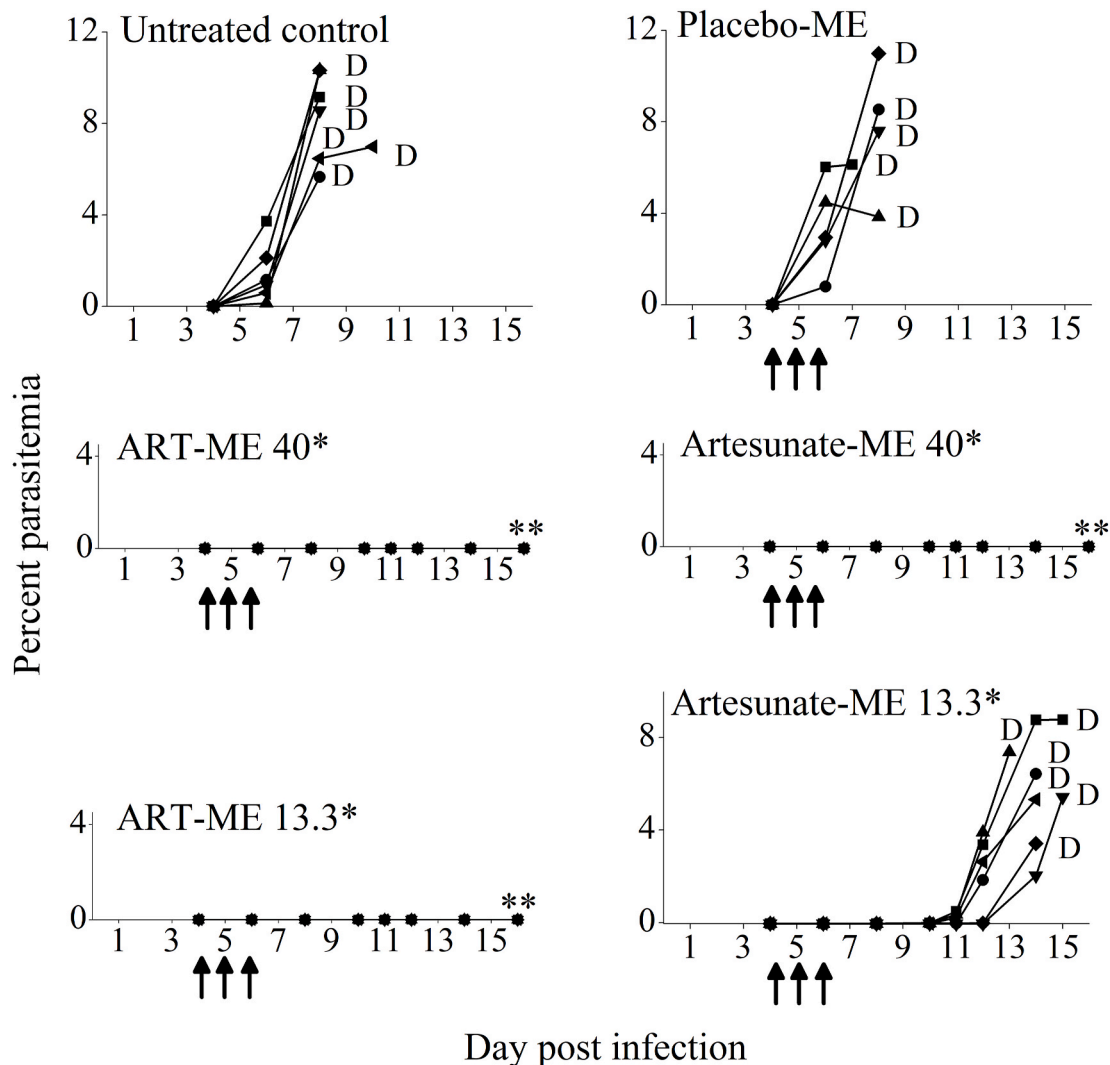 Untreated control
12
8
4
0
D
D
D
D
D
D
1 3 5 7 9 11 13 15
Placebo-ME
12
8
4
0
D
D
D
D
D
1 3 5 7 9 11 13 15
Percent parasitemia
ART-ME 40*
4
0
**
1 3 5 7 9 11 13 15
Artesunate-ME 40*
4
0
**
1 3 5 7 9 11 13 15
ART-ME 13.3*
4
0
**
1 3 5 7 9 11 13 15
Artesunate-ME 13.3*
8
4
0
D
D
D
D
D
D
1 3 5 7 9 11 13 15
Day post infection